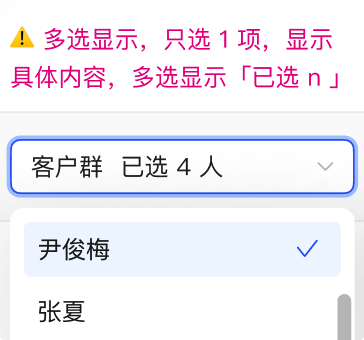 ⚠️ 多选显示，只选 1 项，显示
具体内容，多选显示「已选 n 」
客户群 已选 4 人
尹俊梅
张夏